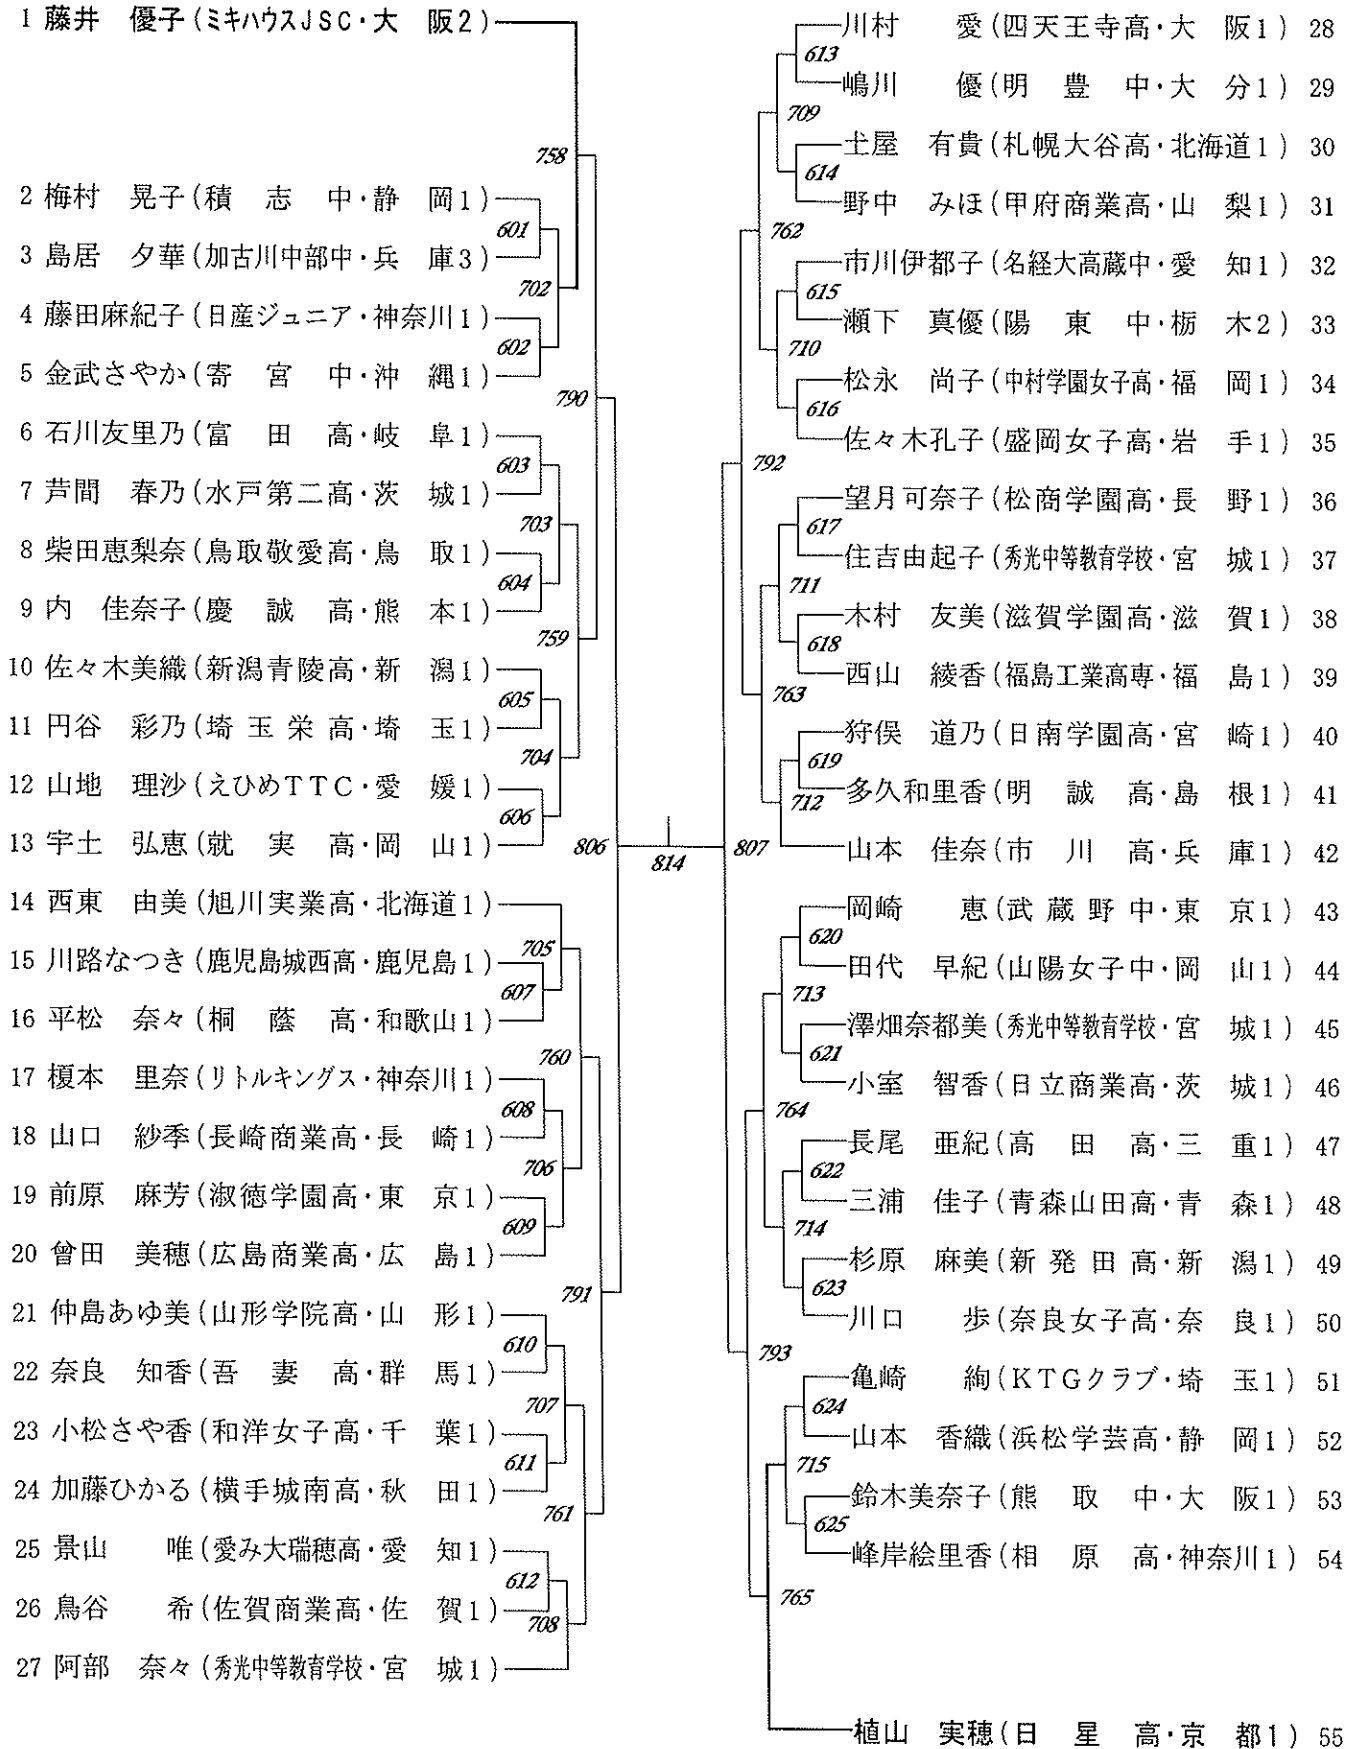 1 藤井 優子 (ミキハウスJSC・大 阪2)
758
2 梅村 晃子 (積 志 中・静 岡1)
601
3 島居 夕華 (加古川中部中・兵 庫3)
702
4 藤田麻紀子 (日産ジュニア・神奈川1)
602
5 金武さやか (寄 宮 中・沖 縄1)
790
6 石川友里乃 (富 田 高・岐 阜1)
603
7 芦間 春乃 (水戸第二高・茨 城1)
703
8 柴田恵梨奈 (鳥取敬愛高・鳥 取1)
604
9 内 佳奈子 (慶 誠 高・熊 本1)
759
10 佐々木美織 (新潟青陵高・新 潟1)
605
11 円谷 彩乃 (埼玉栄高・埼 玉1)
704
12 山地 理沙 (えひめTTC・愛 媛1)
606
13 宇土 弘恵 (就 実 高・岡 山1)
806
814
14 西東 由美 (旭川実業高・北海道1)
705
15 川路なつき (鹿児島城西高・鹿児島1)
607
16 平松 奈々 (桐 蔭 高・和歌山1)
760
17 榎本 里奈 (リトルキングス・神奈川1)
608
18 山口 紗季 (長崎商業高・長 崎1)
706
19 前原 麻芳 (淑徳学園高・東 京1)
609
20 曾田 美穂 (広島商業高・広 島1)
791
21 仲島あゆ美 (山形学院高・山 形1)
610
22 奈良 知香 (吾 妻 高・群 馬1)
707
23 小松さや香 (和洋女子高・千 葉1)
611
24 加藤ひかる (横手城南高・秋 田1)
761
25 景山 唯 (愛み大瑞穂高・愛 知1)
612
26 鳥谷 希 (佐賀商業高・佐 賀1)
708
27 阿部 奈々 (秀光中等教育学校・宮 城1)
川村 愛 (四天王寺高・大 阪1) 28
613
嶋川 優 (明 豊 中・大 分1) 29
709
土屋 有貴 (札幌大谷高・北海道1) 30
614
野中 みほ (甲府商業高・山 梨1) 31
762
市川伊都子 (名経大高蔵中・愛 知1) 32
615
瀬下 真優 (陽 東 中・栃 木2) 33
710
松永 尚子 (中村学園女子高・福 岡1) 34
616
佐々木孔子 (盛岡女子高・岩 手1) 35
792
望月可奈子 (松商学園高・長 野1) 36
617
住吉由起子 (秀光中等教育学校・宮 城1) 37
711
木村 友美 (滋賀学園高・滋 賀1) 38
618
西山 綾香 (福島工業高専・福 島1) 39
763
狩俣 道乃 (日南学園高・宮 崎1) 40
619
多久和里香 (明 誠 高・島 根1) 41
712
山本 佳奈 (市 川 高・兵 庫1) 42
807
岡崎 恵 (武蔵野中・東 京1) 43
620
田代 早紀 (山陽女子中・岡 山1) 44
713
澤畑奈都美 (秀光中等教育学校・宮 城1) 45
621
小室 智香 (日立商業高・茨 城1) 46
764
長尾 亜紀 (高 田 高・三 重1) 47
622
三浦 佳子 (青森山田高・青 森1) 48
714
杉原 麻美 (新発田高・新 潟1) 49
623
川口 歩 (奈良女子高・奈 良1) 50
793
亀崎 絢 (KTGクラブ・埼 玉1) 51
624
山本 香織 (浜松学芸高・静 岡1) 52
715
鈴木美奈子 (熊 取 中・大 阪1) 53
625
峰岸絵里香 (相 原 高・神奈川1) 54
765
植山 実穂 (日 星 高・京 都1) 55